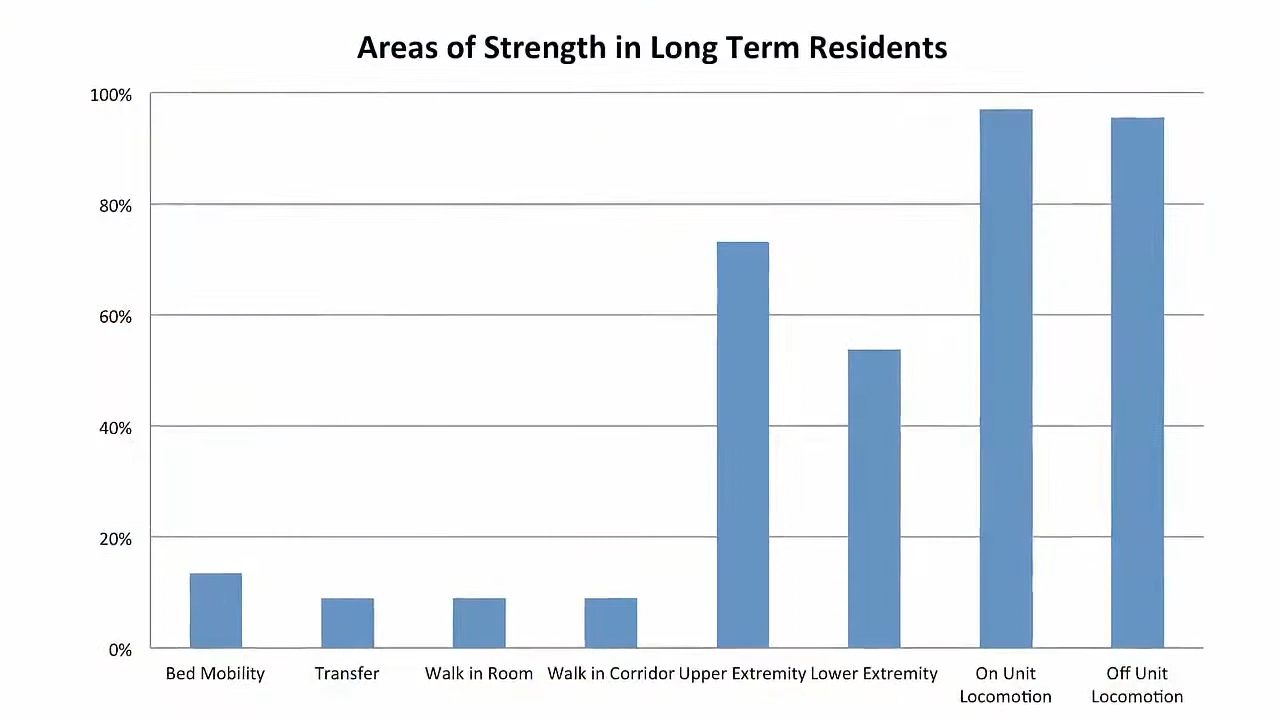 Areas of Strength in Long Term Residents
100%
80%
60%
40%
20%
0%
Bed Mobility
Transfer
Walk in Room
Walk in Corridor
Upper Extremity
Lower Extremity
On Unit
Locomotion
Off Unit
Locomotion